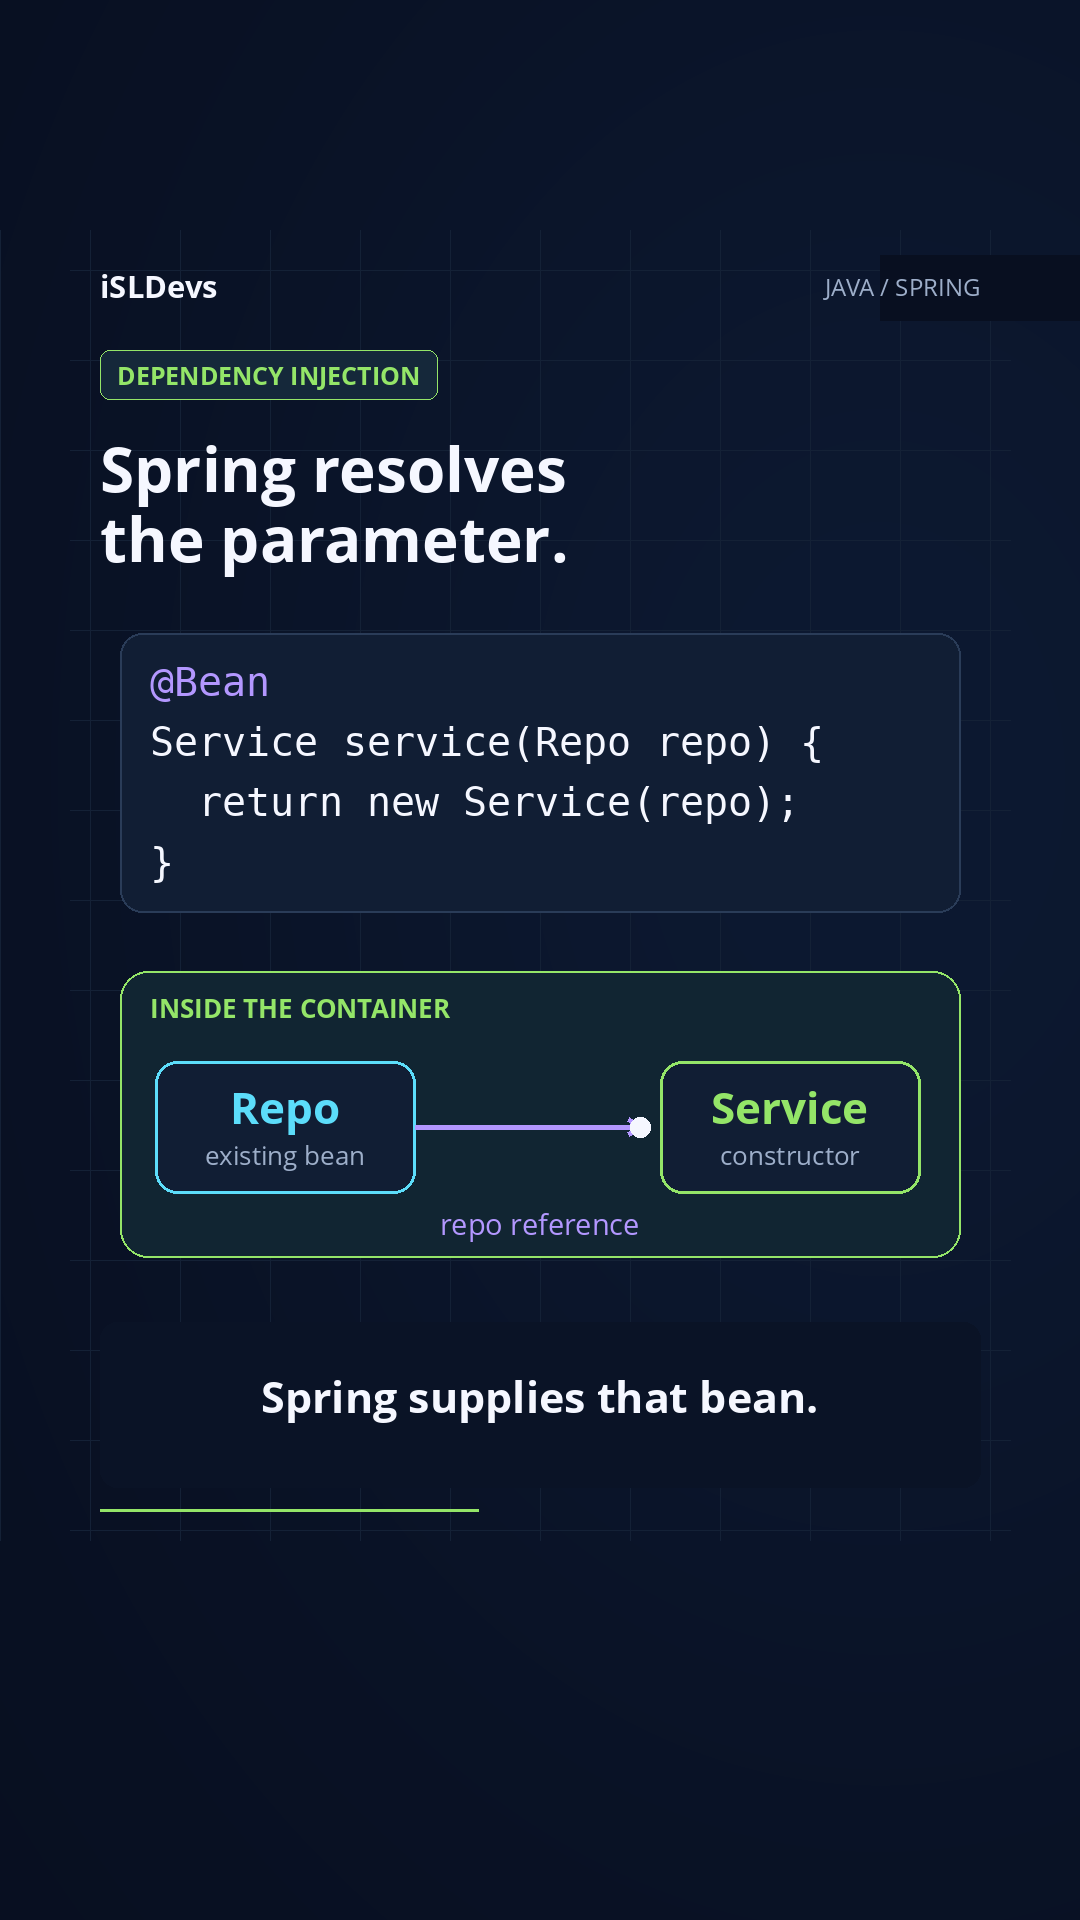 iSLDevs
JAVA / SPRING
DEPENDENCY INJECTION
Spring resolves
the parameter.
@Bean
Service service(Repo repo) {
  return new Service(repo);
}
INSIDE THE CONTAINER
Repo
existing bean
Service
constructor
repo reference
Spring supplies that bean.